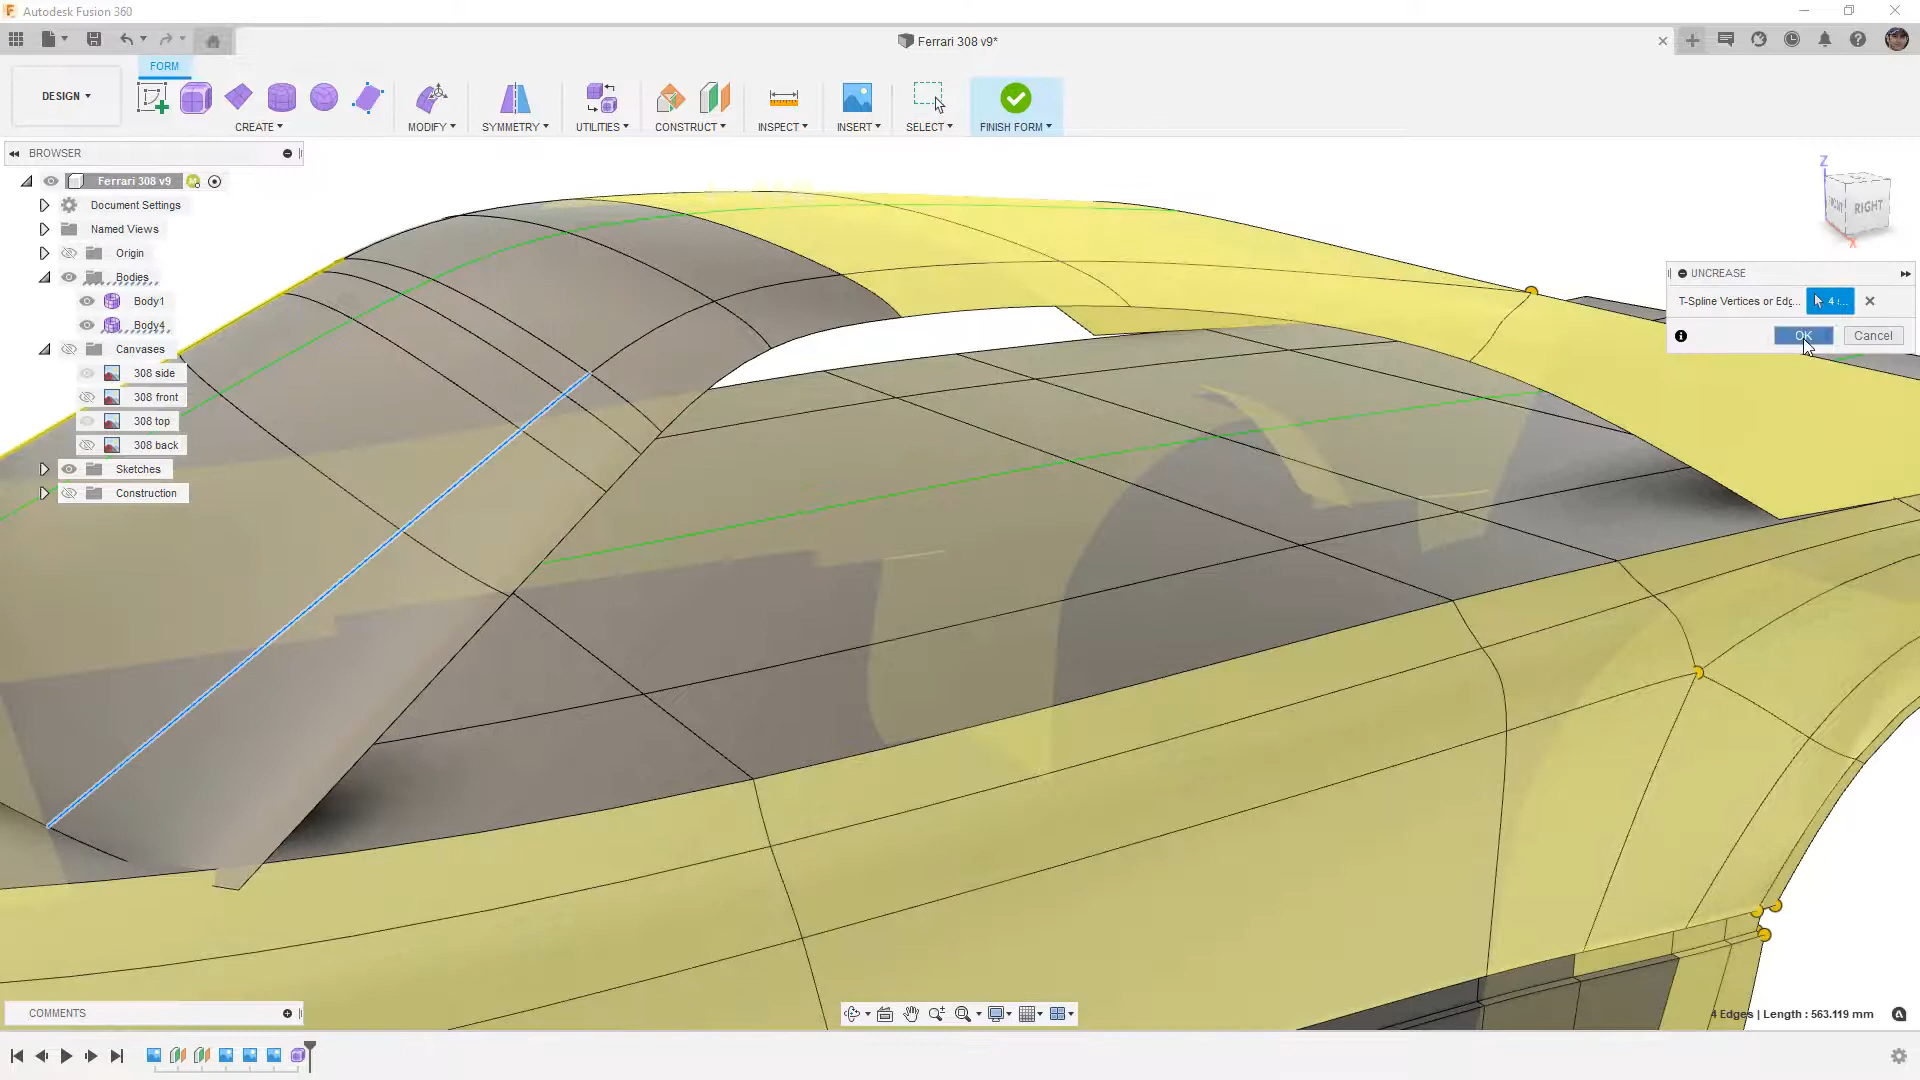 Autodesk Fusion 360
Ferrari 308 v9*
FORM
DESIGN
CREATE
MODIFY
SYMMETRY
UTILITIES
CONSTRUCT
INSPECT
INSERT
SELECT
FINISH FORM
BROWSER
Ferrari 308 v9
Document Settings
Named Views
Origin
Bodies
Body1
Body4
Canvases
308 side
308 front
308 top
308 back
Sketches
Construction
Z
RIGHT
X
UNCREASE
T-Spline Vertices or Edg...
4 s...
OK
Cancel
COMMENTS
4 Edges | Length : 563.119 mm